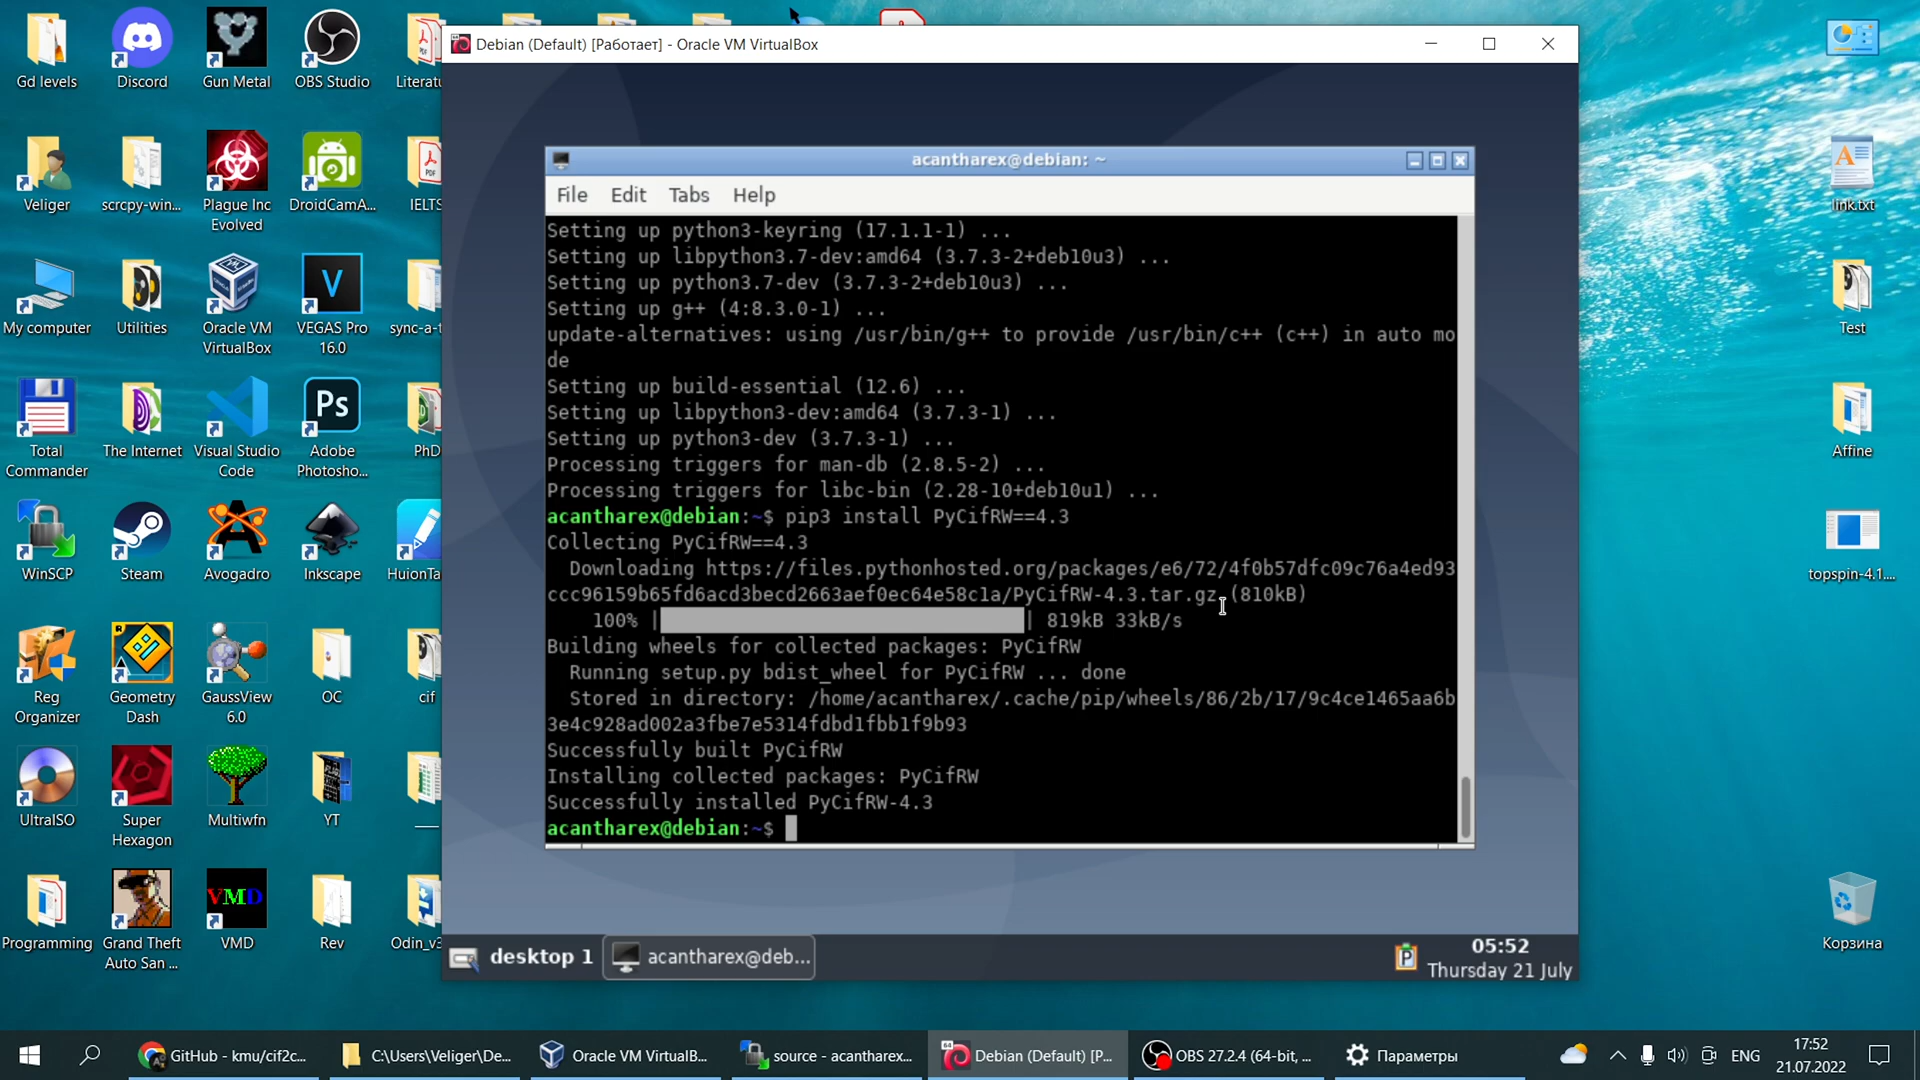 Debian (Default) [Работает] - Oracle VM VirtualBox
acantharex@debian: ~
File Edit Tabs Help
Setting up python3-keyring (17.1.1-1) ...
Setting up libpython3.7-dev:amd64 (3.7.3-2+deb10u3) ...
Setting up python3.7-dev (3.7.3-2+deb10u3) ...
Setting up g++ (4:8.3.0-1) ...
update-alternatives: using /usr/bin/g++ to provide /usr/bin/c++ (c++) in auto mo
de
Setting up build-essential (12.6) ...
Setting up libpython3-dev:amd64 (3.7.3-1) ...
Setting up python3-dev (3.7.3-1) ...
Processing triggers for man-db (2.8.5-2) ...
Processing triggers for libc-bin (2.28-10+deb10u1) ...
acantharex@debian:~$ pip3 install PyCifRW==4.3
Collecting PyCifRW==4.3
Downloading https://files.pythonhosted.org/packages/e6/72/4f0b57dfc09c76a4ed93
ccc96159b65fd6acd3becd2663aef0ec64e58c1a/PyCifRW-4.3.tar.gz (810kB)
100% | | 819kB 33kB/s
Building wheels for collected packages: PyCifRW
Running setup.py bdist_wheel for PyCifRW ... done
Stored in directory: /home/acantharex/.cache/pip/wheels/86/2b/17/9c4ce1465aa6b
3e4c928ad002a3fbe7e5314fdbd1fbb1f9b93
Successfully built PyCifRW
Installing collected packages: PyCifRW
Successfully installed PyCifRW-4.3
acantharex@debian:~$
desktop 1
acantharex@deb...
05:52
Thursday 21 July
Gd levels
Discord
Gun Metal
OBS Studio
Literatu
Veliger
scrcpy-win...
Plague Inc
Evolved
DroidCamA...
IELTS
My computer
Utilities
Oracle VM
VirtualBox
VEGAS Pro
16.0
sync-a-t
Total
Commander
The Internet
Visual Studio
Code
Ps
Adobe
Photosho...
PhD
WinSCP
Steam
Avogadro
Inkscape
HuionTa
Reg
Organizer
Geometry
Dash
GaussView
6.0
OC
cif
UltraISO
Super
Hexagon
Multiwfn
YT
Programming
Grand Theft
Auto San ...
VMD
VMD
Rev
Odin_v3
link.txt
Test
Affine
topspin-4.1....
Корзина
GitHub - kmu/cif2c...
C:\Users\Veliger\De...
Oracle VM VirtualB...
source - acantharex...
Debian (Default) [P...
OBS 27.2.4 (64-bit, ...
Параметры
ENG
17:52
21.07.2022